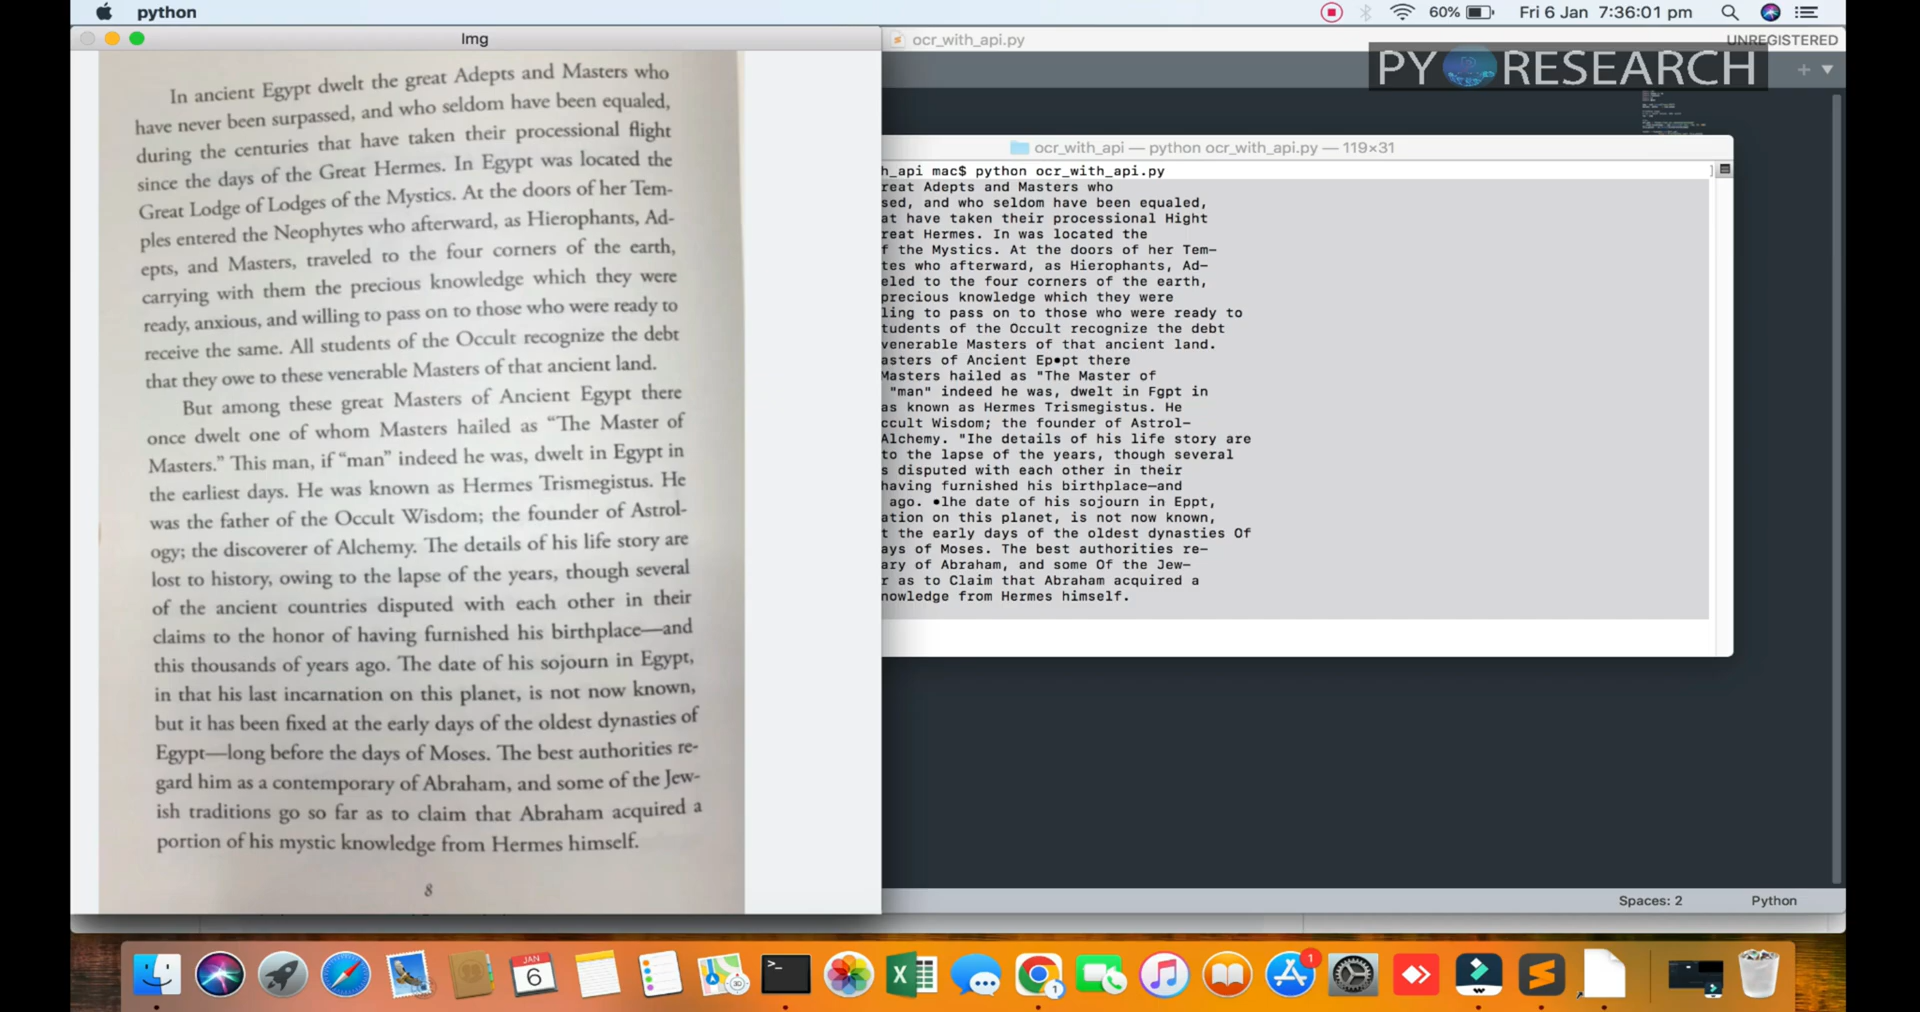 python
60%
Fri 6 Jan 7:36:01 pm
Img
In ancient Egypt dwelt the great Adepts and Masters who
have never been surpassed, and who seldom have been equaled,
during the centuries that have taken their processional flight
since the days of the Great Hermes. In Egypt was located the
Great Lodge of Lodges of the Mystics. At the doors of her Tem-
ples entered the Neophytes who afterward, as Hierophants, Ad-
epts, and Masters, traveled to the four corners of the earth,
carrying with them the precious knowledge which they were
ready, anxious, and willing to pass on to those who were ready to
receive the same. All students of the Occult recognize the debt
that they owe to these venerable Masters of that ancient land.
But among these great Masters of Ancient Egypt there
once dwelt one of whom Masters hailed as “The Master of
Masters.” This man, if “man” indeed he was, dwelt in Egypt in
the earliest days. He was known as Hermes Trismegistus. He
was the father of the Occult Wisdom; the founder of Astrol-
ogy; the discoverer of Alchemy. The details of his life story are
lost to history, owing to the lapse of the years, though several
of the ancient countries disputed with each other in their
claims to the honor of having furnished his birthplace—and
this thousands of years ago. The date of his sojourn in Egypt,
in that his last incarnation on this planet, is not now known,
but it has been fixed at the early days of the oldest dynasties of
Egypt—long before the days of Moses. The best authorities re-
gard him as a contemporary of Abraham, and some of the Jew-
ish traditions go so far as to claim that Abraham acquired a
portion of his mystic knowledge from Hermes himself.
8
ocr_with_api.py
UNREGISTERED
PY RESEARCH
ocr_with_api — python ocr_with_api.py — 119×31
h_api mac$ python ocr_with_api.py
reat Adepts and Masters who
sed, and who seldom have been equaled,
at have taken their processional Hight
reat Hermes. In was located the
f the Mystics. At the doors of her Tem-
tes who afterward, as Hierophants, Ad-
eled to the four corners of the earth,
precious knowledge which they were
ling to pass on to those who were ready to
tudents of the Occult recognize the debt
venerable Masters of that ancient land.
asters of Ancient Ep•pt there
Masters hailed as "The Master of
"man" indeed he was, dwelt in Fgpt in
as known as Hermes Trismegistus. He
ccult Wisdom; the founder of Astrol-
Alchemy. "Ihe details of his life story are
to the lapse of the years, though several
s disputed with each other in their
having furnished his birthplace—and
ago. •lhe date of his sojourn in Eppt,
ation on this planet, is not now known,
t the early days of the oldest dynasties Of
ays of Moses. The best authorities re-
ary of Abraham, and some Of the Jew-
r as to Claim that Abraham acquired a
nowledge from Hermes himself.
Spaces: 2
Python
JAN
6
1
1